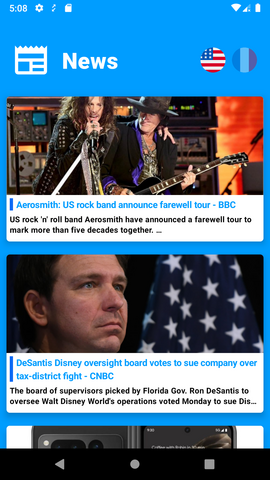 5:08
News
Aerosmith: US rock band announce farewell tour - BBC
US rock 'n' roll band Aerosmith have announced a farewell tour to
mark more than five decades together. ...
DeSantis Disney oversight board votes to sue company over
tax-district fight - CNBC
The board of supervisors picked by Florida Gov. Ron DeSantis to
oversee Walt Disney World's operations voted Monday to sue Dis...
9:00